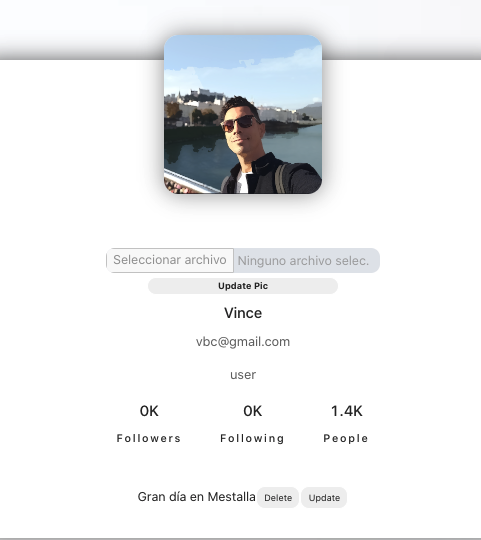 Seleccionar archivo Ninguno archivo selec.
Update Pic
Vince
vbc@gmail.com
user
0K 0K 1.4K
Followers Following People
Gran día en Mestalla Delete Update